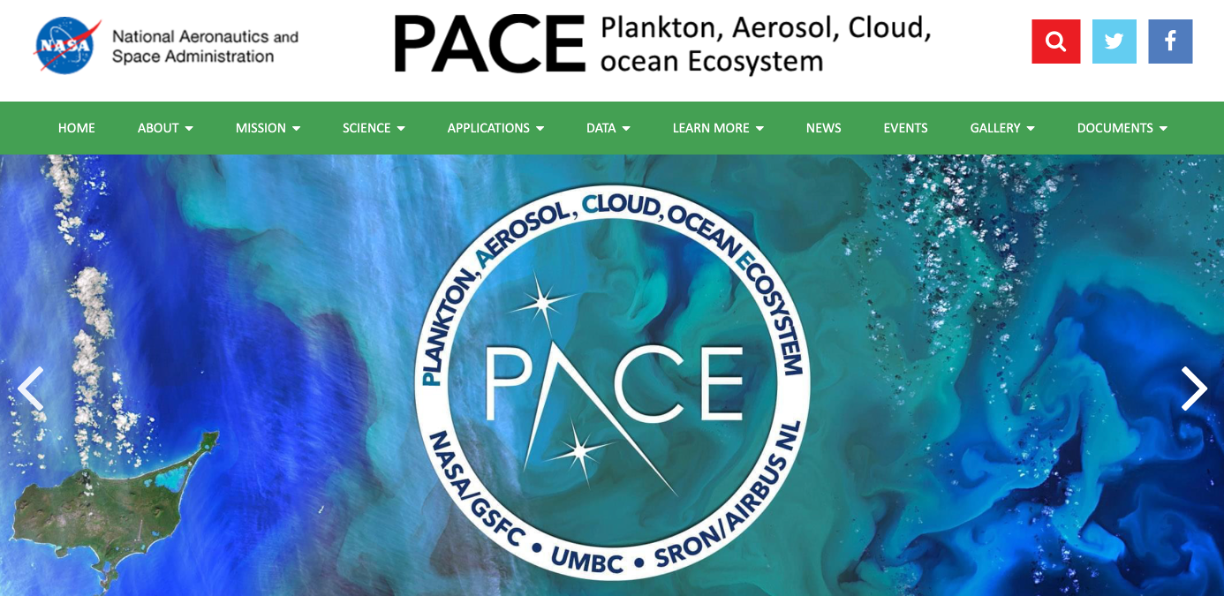 NASA
National Aeronautics and
Space Administration
PACE
Plankton, Aerosol, Cloud,
ocean Ecosystem
f
HOME ABOUT MISSION SCIENCE APPLICATIONS DATA LEARN MORE NEWS EVENTS GALLERY DOCUMENTS
PLANKTON, AEROSOL, CLOUD, OCEAN ECOSYSTEM
PACE
NASA/GSFC • UMBC • SRON/AIRBUS NL